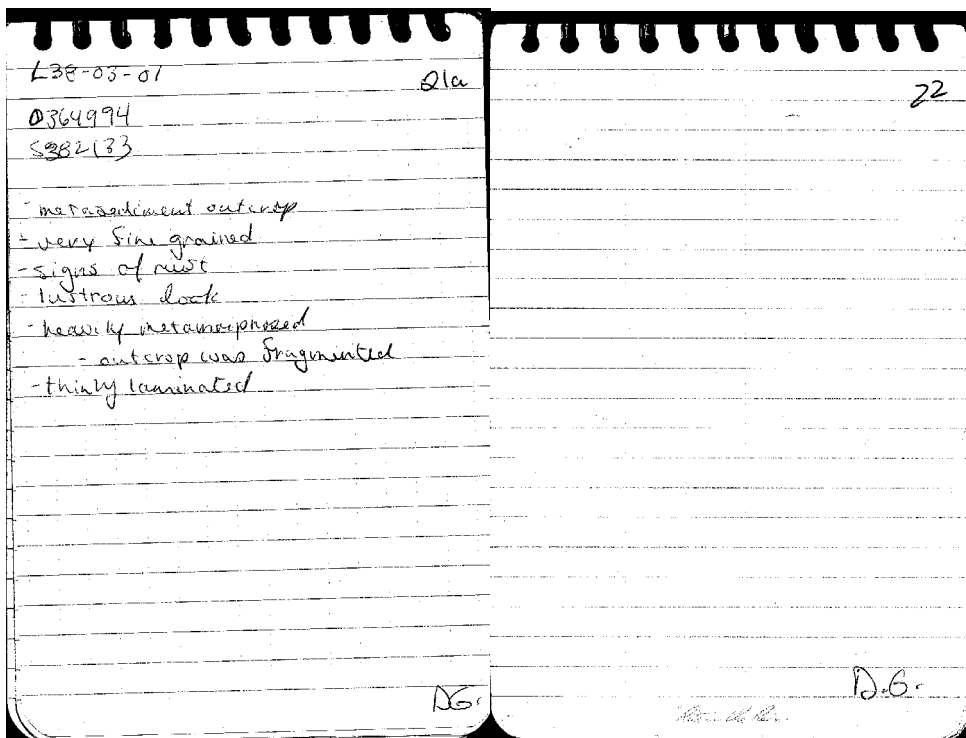 L38-03-01
21a
0364994
5382133
- metasediment outcrop
- very fine grained
- signs of rust
- lustrous look
- heavily metamorphosed
- outcrop was fragmented
- thinly laminated
DG.
22
D.G.